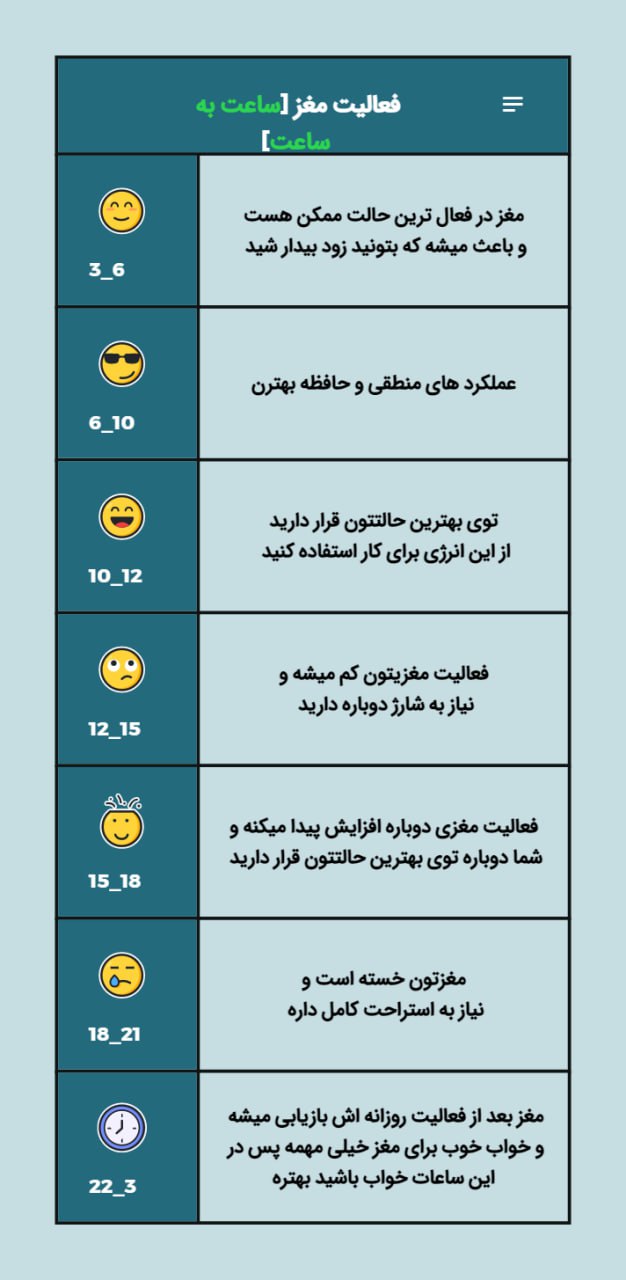 فعالیت مغز [ساعت به
ساعت]
مغز در فعال ترین حالت ممکن هست
و باعث میشه که بتونید زود بیدار شید
3_6
عملکرد های منطقی و حافظه بهترن
6_10
توی بهترین حالتتون قرار دارید
از این انرژی برای کار استفاده کنید
10_12
فعالیت مغزیتون کم میشه و
نیاز به شارژ دوباره دارید
12_15
فعالیت مغزی دوباره افزایش پیدا میکنه و
شما دوباره توی بهترین حالتتون قرار دارید
15_18
مغزتون خسته است و
نیاز به استراحت کامل داره
18_21
مغز بعد از فعالیت روزانه اش بازیابی میشه
و خواب خوب برای مغز خیلی مهمه پس در
این ساعات خواب باشید بهتره
22_3